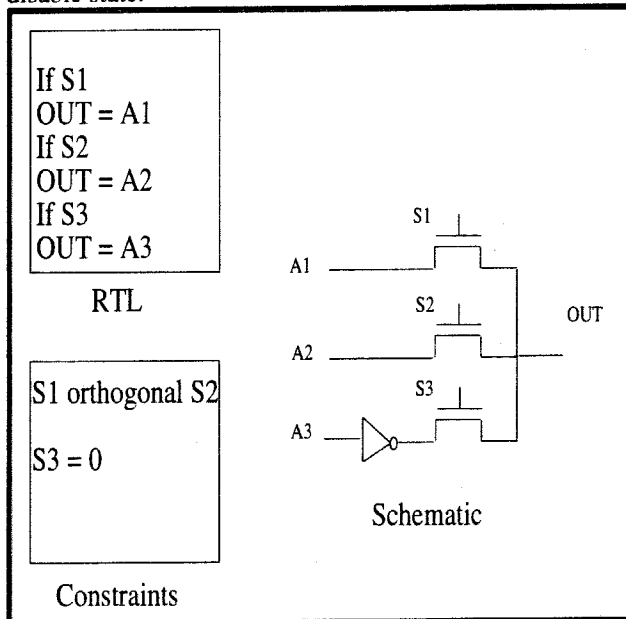 disable state.
If S1
OUT = A1
If S2
OUT = A2
If S3
OUT = A3
RTL
S1 orthogonal S2
S3 = 0
Constraints
S1
A1
S2
OUT
A2
S3
A3
Schematic